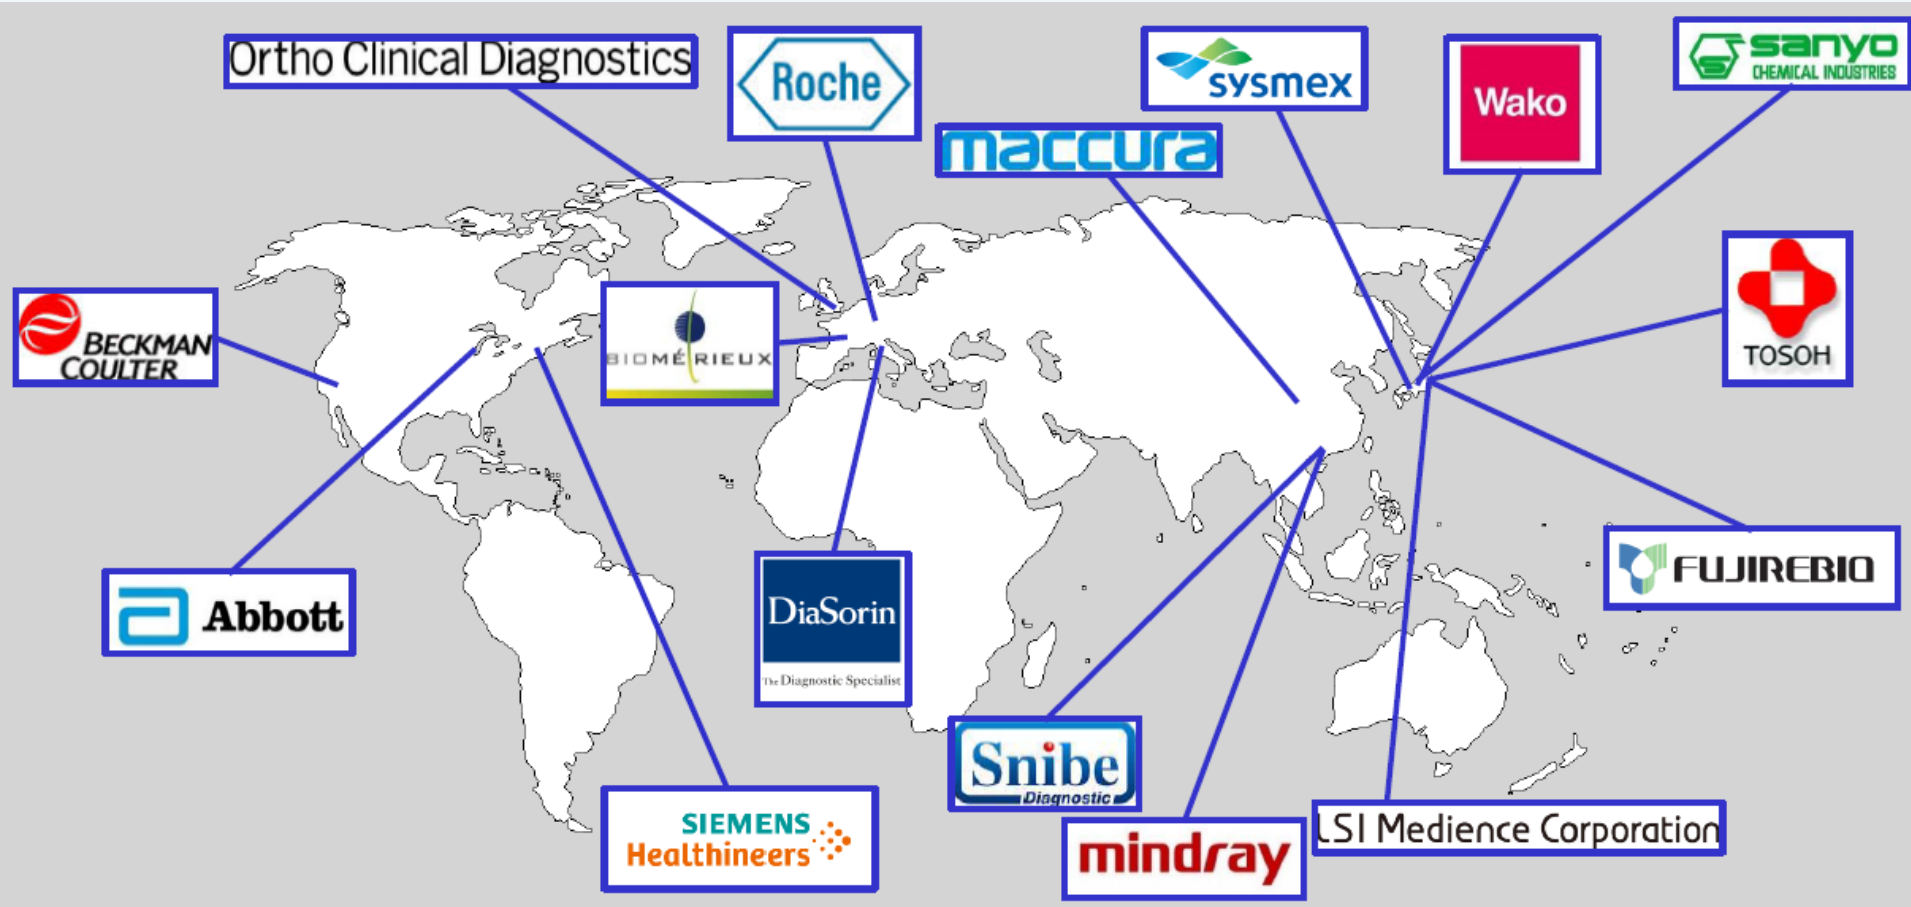 Ortho Clinical Diagnostics
Roche
sysmex
Wako
sanyo
CHEMICAL INDUSTRIES
maccura
TOSOH
BECKMAN
COULTER
BIOMÉRIEUX
FUJIREBIO
Abbott
DiaSorin
The Diagnostic Specialist
Snibe
Diagnostic
SIEMENS
Healthineers
mindray
LSI Medience Corporation